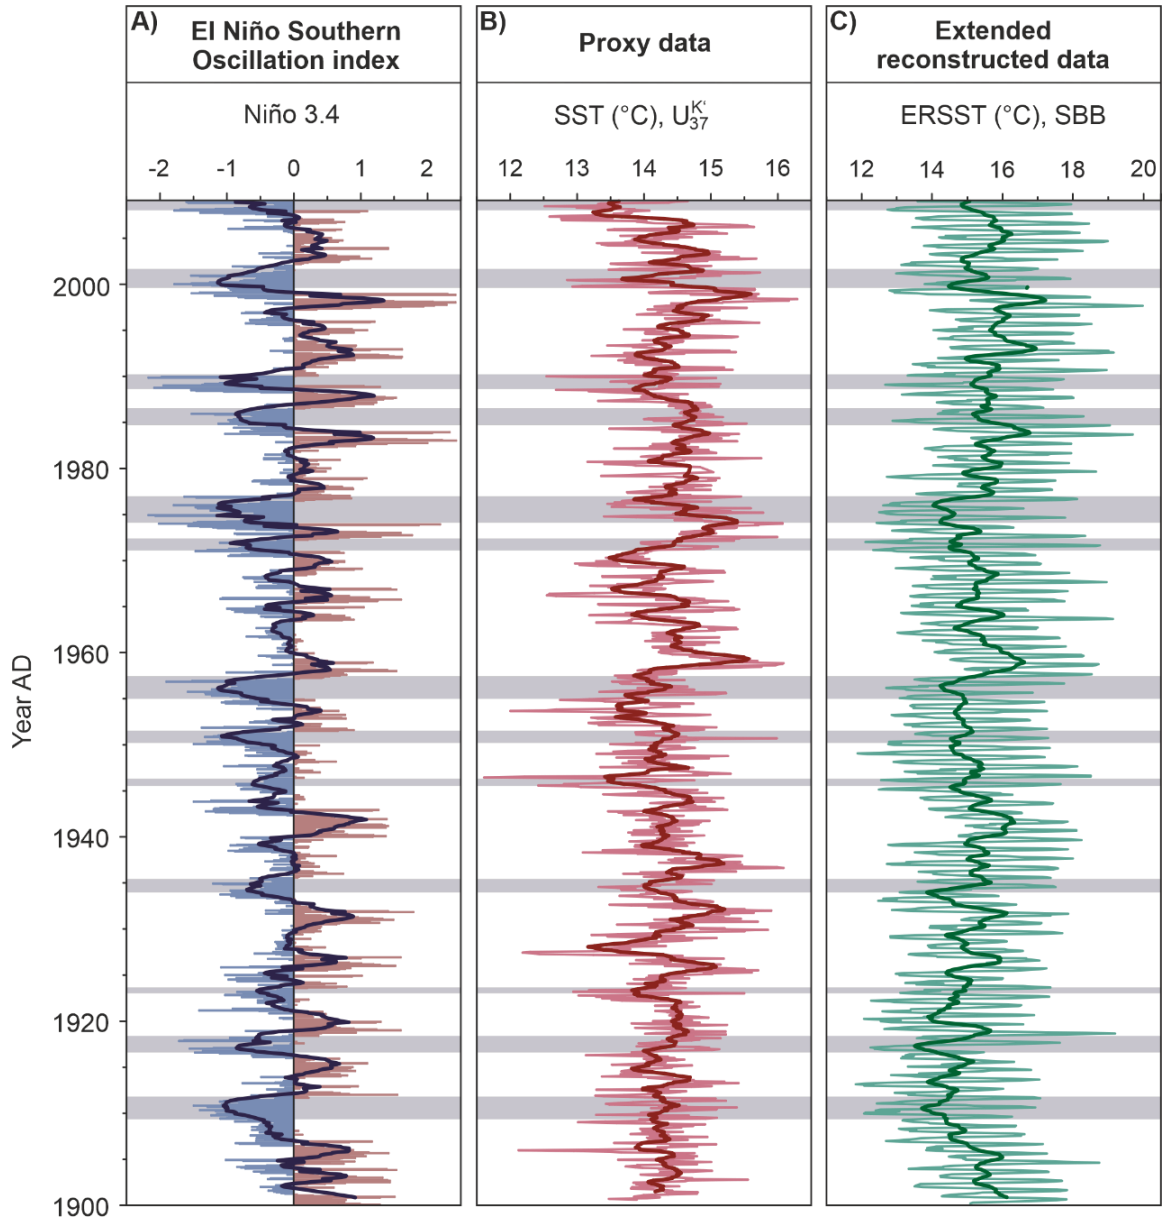 A) El Niño Southern
Oscillation index
Niño 3.4
-2 -1 0 1 2
B) Proxy data
SST (°C), U37K'
12 13 14 15 16
C) Extended
reconstructed data
ERSST (°C), SBB
12 14 16 18 20
Year AD
2000
1980
1960
1940
1920
1900